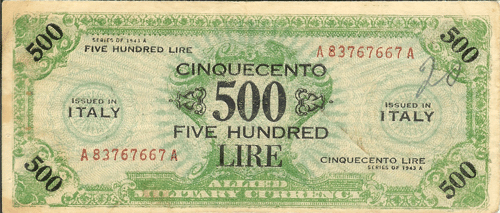 500
500
SERIES OF 1943 A
FIVE HUNDRED LIRE
A 83767667 A
20
CINQUECENTO
ISSUED IN
ITALY
500
ISSUED IN
ITALY
FIVE HUNDRED
A 83767667 A
LIRE
CINQUECENTO LIRE
SERIES OF 1943 A
500
500
ALLIED
MILITARY CURRENCY